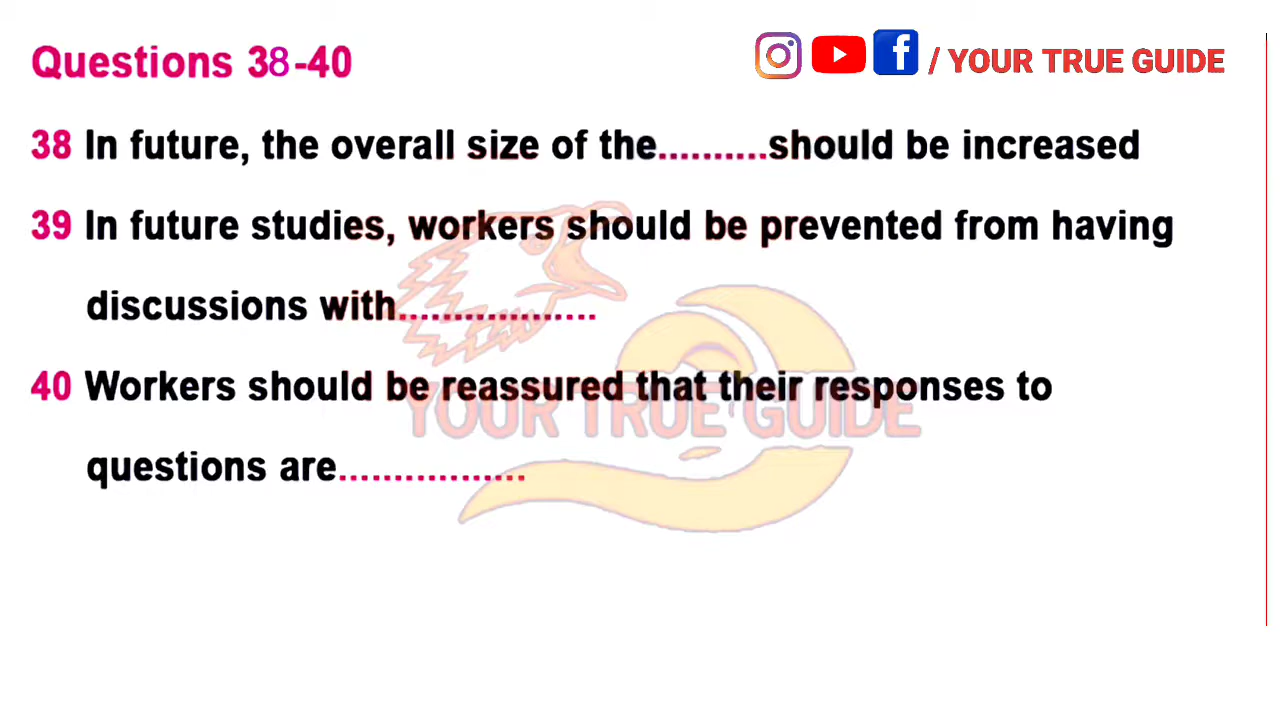 Questions 38-40
/ YOUR TRUE GUIDE
38 In future, the overall size of the..........should be increased
39 In future studies, workers should be prevented from having
discussions with..................
40 Workers should be reassured that their responses to
YOUR TRUE GUIDE
questions are.................